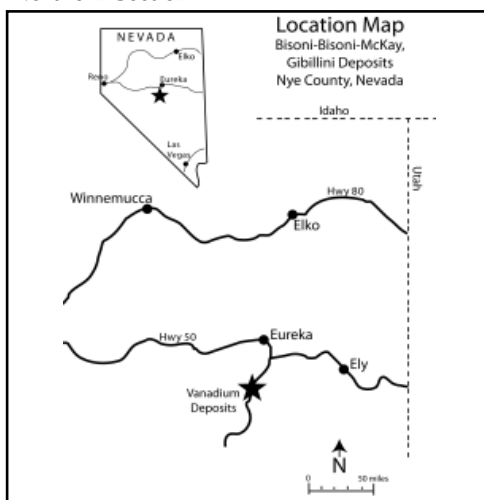 Location Map
Bisoni-Bisoni-McKay,
Gibillini Deposits
Nye County, Nevada
NEVADA
Elko
Reno
Eureka
Las
Vegas
Idaho
Utah
Winnemucca
Hwy 80
Elko
Hwy 50
Eureka
Ely
Vanadium
Deposits
N
0 50 miles